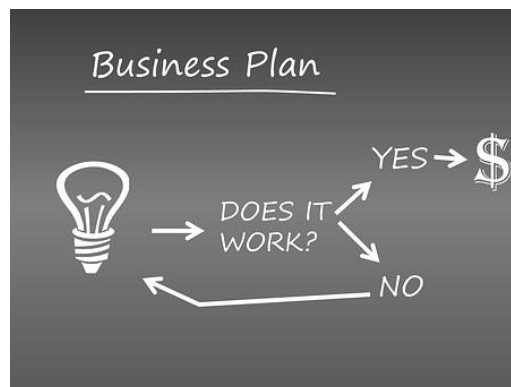 Business Plan
YES
$
DOES IT
WORK?
NO